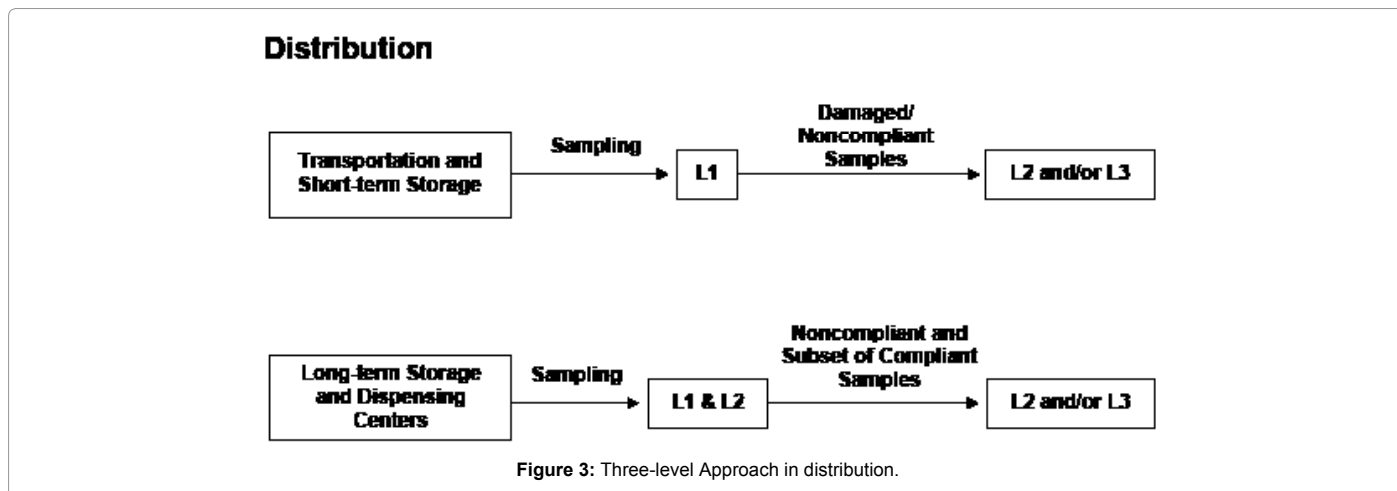 Distribution
Transportation and
Short-term Storage
Sampling
L1
Damaged/
Noncompliant
Samples
L2 and/or L3
Long-term Storage
and Dispensing
Centers
Sampling
L1 & L2
Noncompliant and
Subset of Compliant
Samples
L2 and/or L3
Figure 3: Three-level Approach in distribution.